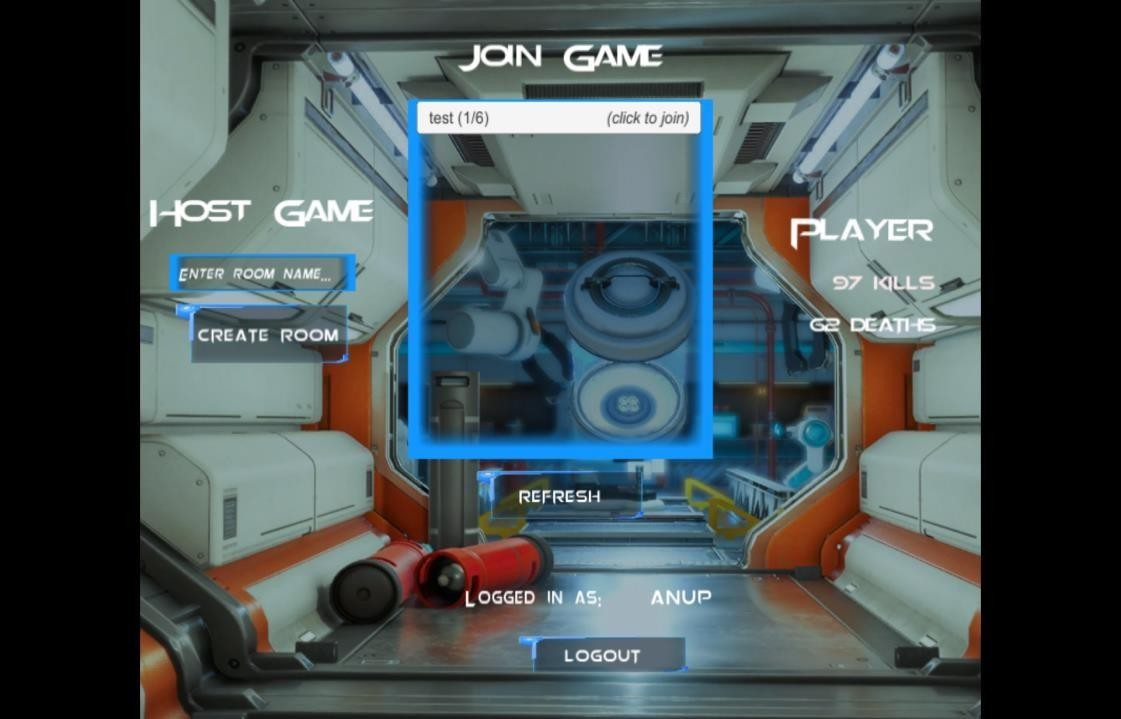 Join Game
test (1/6) (click to join)
Host Game
Enter room name...
CREATE ROOM
Player
97 KILLS
62 DEATHS
REFRESH
Logged in as: ANUP
LOGOUT